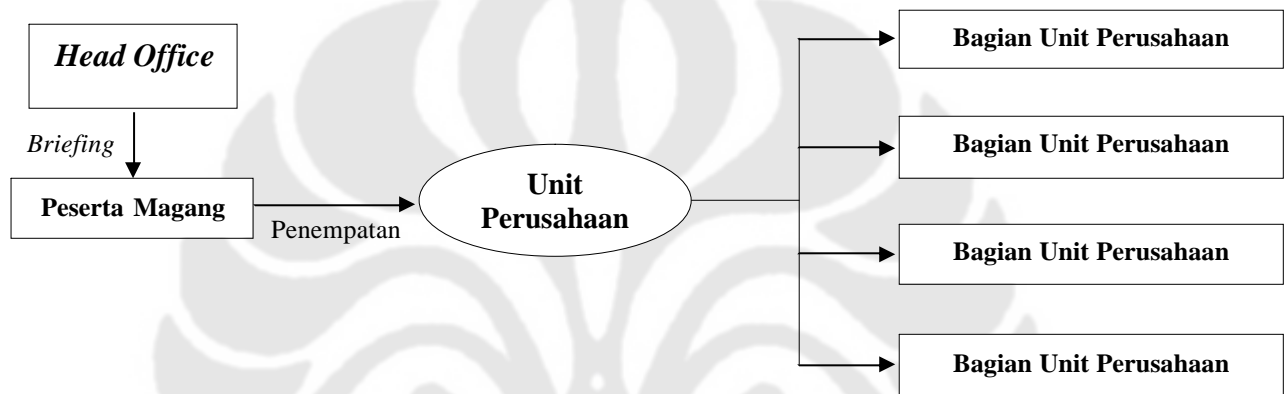 Head Office
Briefing
Peserta Magang
Penempatan
Unit
Perusahaan
Bagian Unit Perusahaan
Bagian Unit Perusahaan
Bagian Unit Perusahaan
Bagian Unit Perusahaan